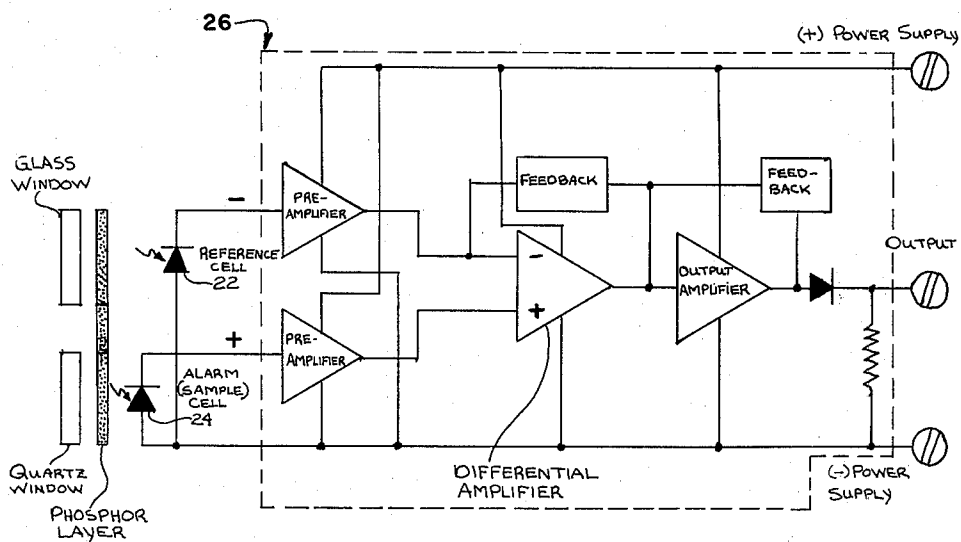 26
(+) POWER SUPPLY
GLASS
WINDOW
-
PRE-
AMPLIFIER
FEEDBACK
FEED-
BACK
REFERENCE
CELL
22
-
+
OUTPUT
AMPLIFIER
OUTPUT
+
PRE-
AMPLIFIER
ALARM
(SAMPLE)
CELL
24
QUARTZ
WINDOW
PHOSPHOR
LAYER
DIFFERENTIAL
AMPLIFIER
(-) POWER
SUPPLY